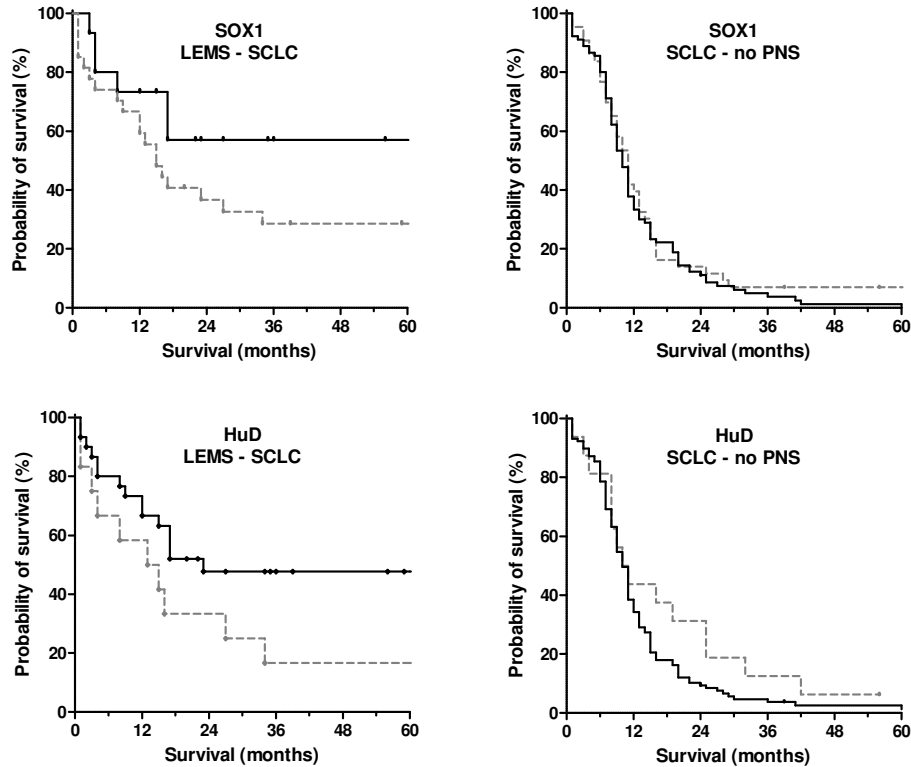 SOX1
LEMS - SCLC
Probability of survival (%)
100
80
60
40
20
0
0 12 24 36 48 60
Survival (months)
SOX1
SCLC - no PNS
Probability of survival (%)
100
80
60
40
20
0
0 12 24 36 48 60
Survival (months)
HuD
LEMS - SCLC
Probability of survival (%)
100
80
60
40
20
0
0 12 24 36 48 60
Survival (months)
HuD
SCLC - no PNS
Probability of survival (%)
100
80
60
40
20
0
0 12 24 36 48 60
Survival (months)